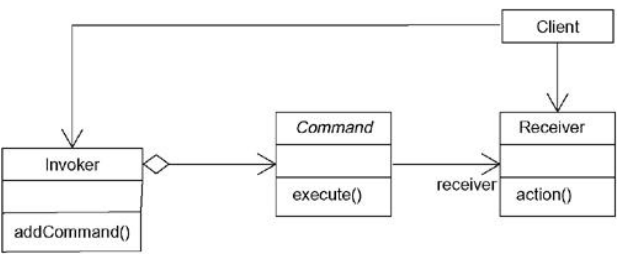 Client
Command
execute()
receiver
Receiver
action()
Invoker
addCommand()